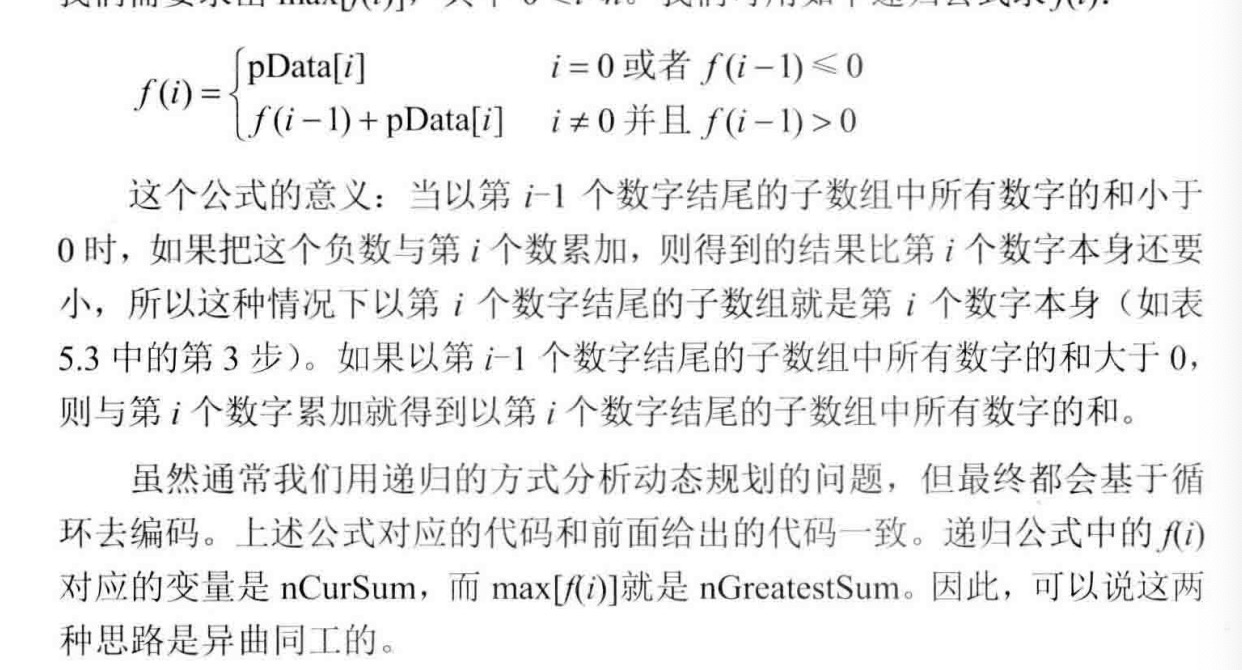 f(i) = { pData[i] i = 0 或者 f(i − 1) ⩽ 0
f(i − 1) + pData[i] i ≠ 0 并且 f(i − 1) > 0
这个公式的意义：当以第 i-1 个数字结尾的子数组中所有数字的和小于
0 时，如果把这个负数与第 i 个数累加，则得到的结果比第 i 个数字本身还要
小，所以这种情况下以第 i 个数字结尾的子数组就是第 i 个数字本身（如表
5.3 中的第 3 步）。如果以第 i-1 个数字结尾的子数组中所有数字的和大于 0，
则与第 i 个数字累加就得到以第 i 个数字结尾的子数组中所有数字的和。
虽然通常我们用递归的方式分析动态规划的问题，但最终都会基于循
环去编码。上述公式对应的代码和前面给出的代码一致。递归公式中的 f(i)
对应的变量是 nCurSum，而 max[f(i)]就是 nGreatestSum。因此，可以说这两
种思路是异曲同工的。